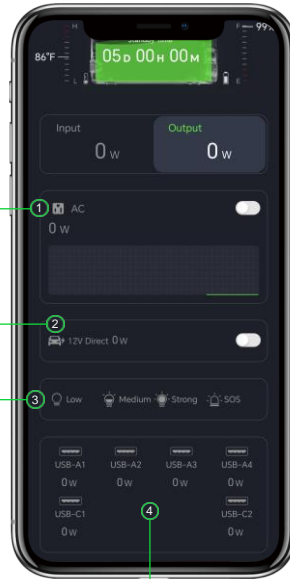 H F 99%
Standby Time
86°F 05D 00H 00M
L E
Input Output
0 W 0 W
1 AC
0 W
2
12V Direct 0W
3 Low Medium Strong SOS
USB-A1 USB-A2 USB-A3 USB-A4
0W 0W 0W 0W
USB-C1 4 USB-C2
0W 0W